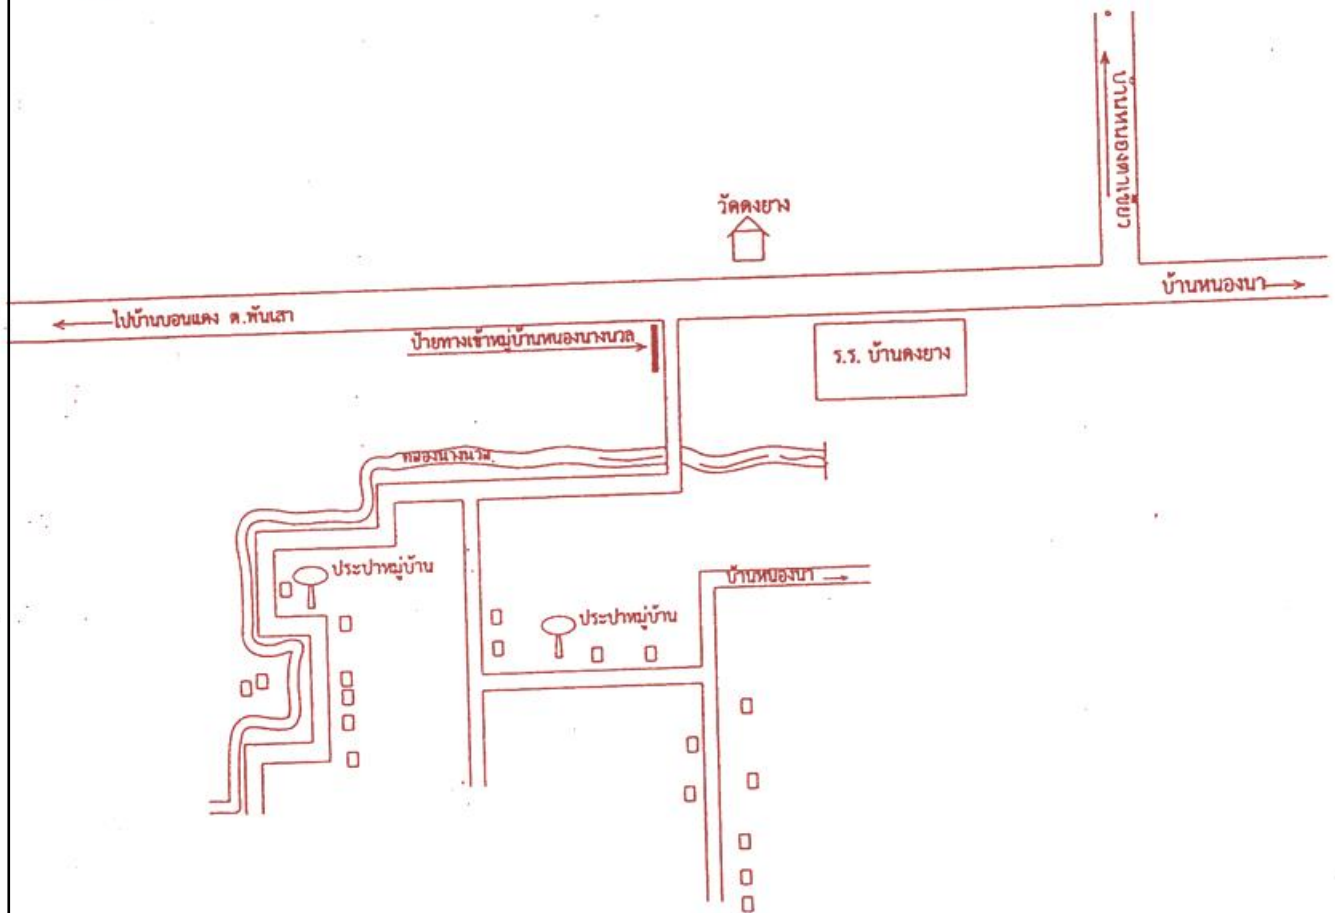 บ้านหนองตาเขียว
วัดดงยาง
บ้านหนองนา
ไปบ้านบอนแดง ต.พันเสา
ป้ายทางเข้าหมู่บ้านหนองนางนวล
ร.ร. บ้านดงยาง
คลองนางนวล
ประปาหมู่บ้าน
บ้านหนองนา
ประปาหมู่บ้าน